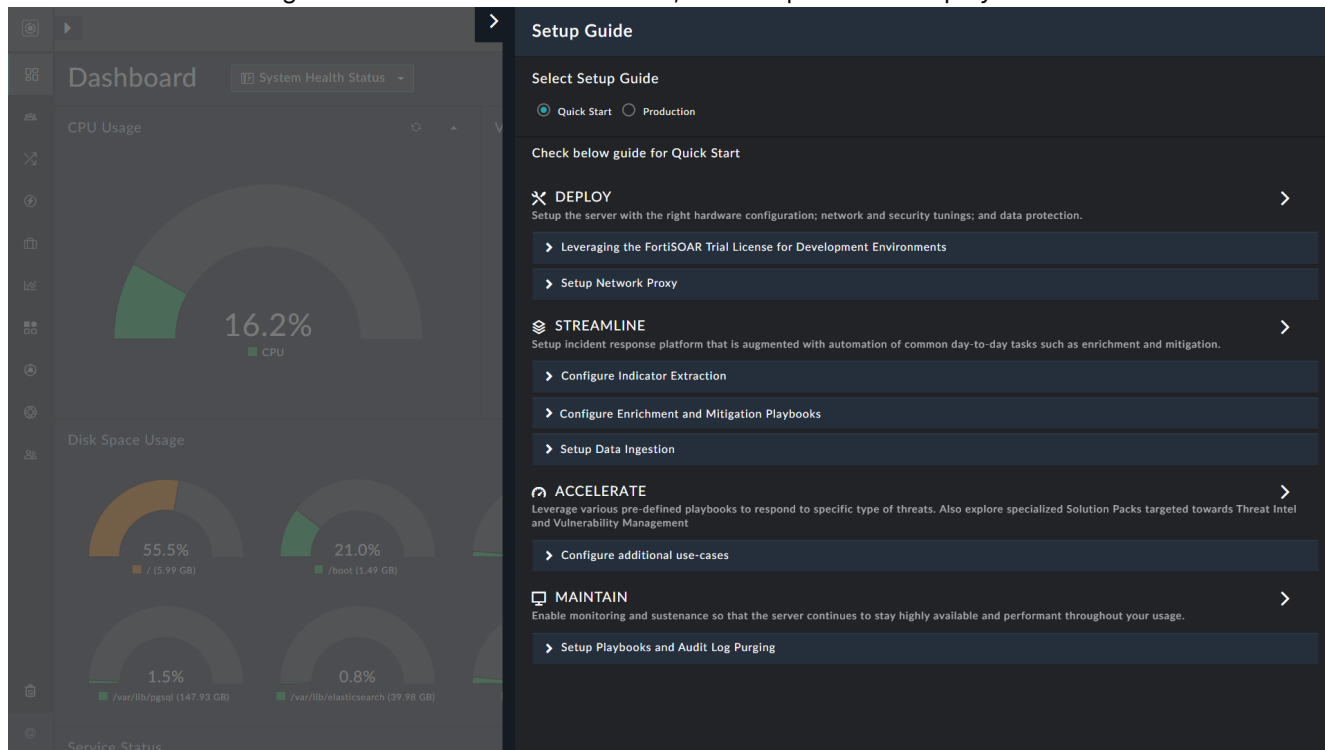 Setup Guide
Dashboard
System Health Status
Select Setup Guide
Quick Start
Production
CPU Usage
Check below guide for Quick Start
DEPLOY
Setup the server with the right hardware configuration; network and security tunings; and data protection.
Leveraging the FortiSOAR Trial License for Development Environments
Setup Network Proxy
16.2%
CPU
STREAMLINE
Setup incident response platform that is augmented with automation of common day-to-day tasks such as enrichment and mitigation.
Configure Indicator Extraction
Configure Enrichment and Mitigation Playbooks
Setup Data Ingestion
Disk Space Usage
55.5%
/ (5.99 GB)
21.0%
/boot (1.49 GB)
ACCELERATE
Leverage various pre-defined playbooks to respond to specific type of threats. Also explore specialized Solution Packs targeted towards Threat Intel
and Vulnerability Management
Configure additional use-cases
MAINTAIN
Enable monitoring and sustenance so that the server continues to stay highly available and performant throughout your usage.
Setup Playbooks and Audit Log Purging
1.5%
/var/lib/pgsql (147.93 GB)
0.8%
/var/lib/elasticsearch (39.98 GB)
Service Status